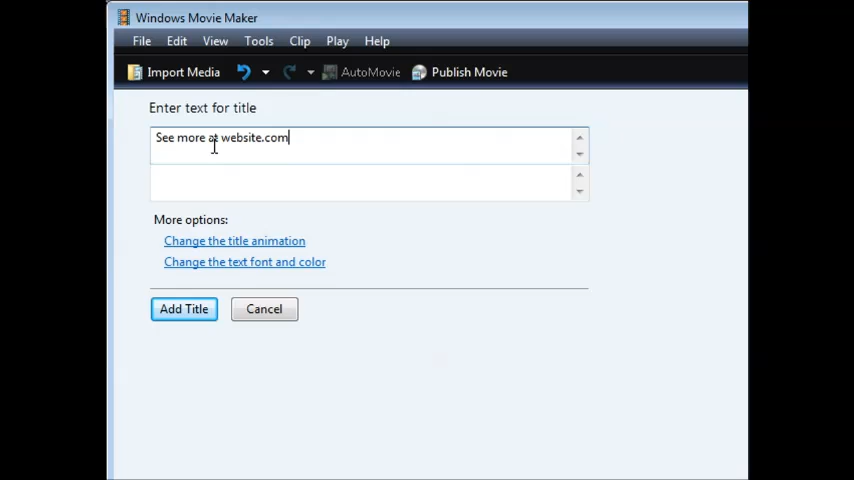 Windows Movie Maker
File Edit View Tools Clip Play Help
Import Media AutoMovie Publish Movie
Enter text for title
See more at website.com
More options:
Change the title animation
Change the text font and color
Add Title Cancel